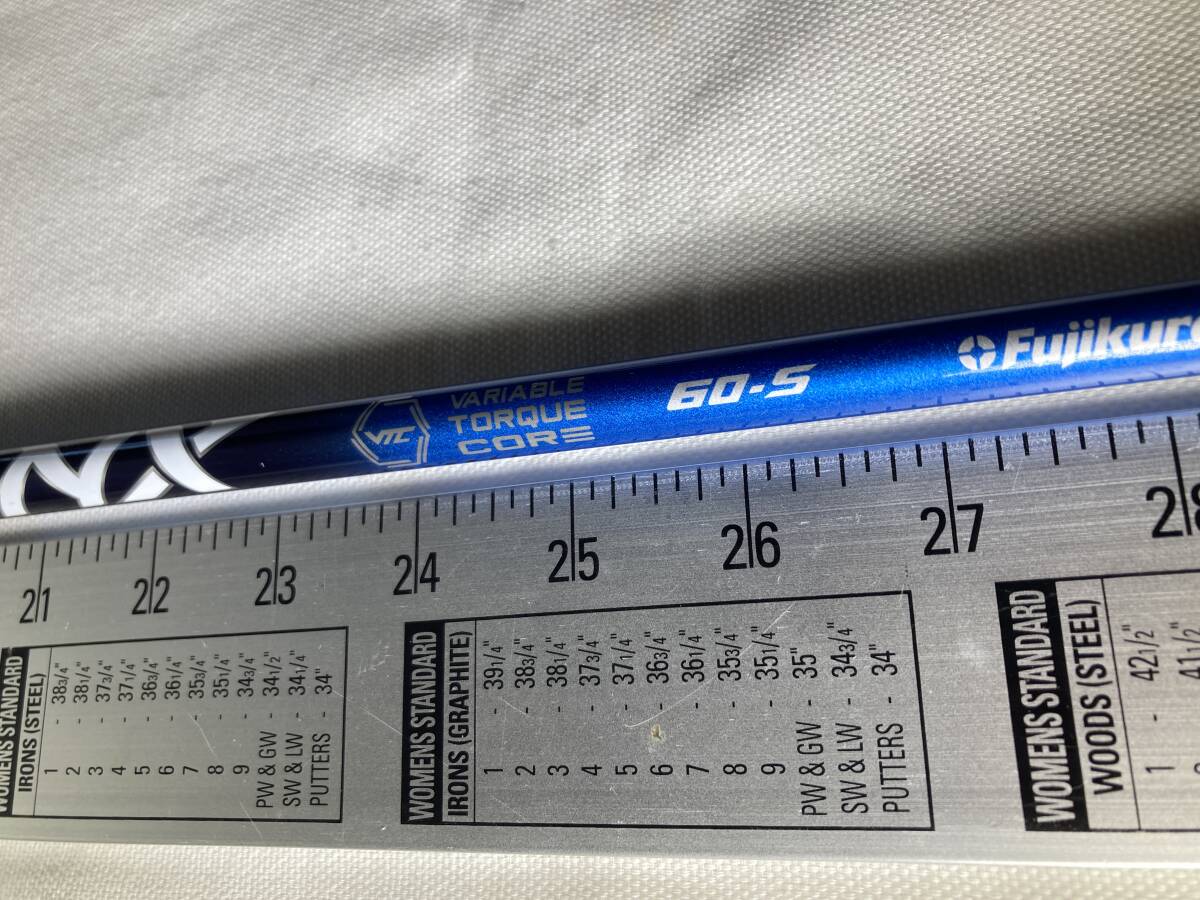 VTC
VARIABLE
TORQUE
CORE
60-S
Fujikura
21 22 23 24 25 26 27 28
WOMENS STANDARD
IRONS (STEEL)
1 - 38 3/4"
2 - 38 1/4"
3 - 37 3/4"
4 - 37 1/4"
5 - 36 3/4"
6 - 36 1/4"
7 - 35 3/4"
8 - 35 1/4"
9 - 34 3/4"
PW & GW - 34 1/2"
SW & LW - 34 1/4"
PUTTERS - 34"
WOMENS STANDARD
IRONS (GRAPHITE)
1 - 39 1/4"
2 - 38 3/4"
3 - 38 1/4"
4 - 37 3/4"
5 - 37 1/4"
6 - 36 3/4"
7 - 36 1/4"
8 - 35 3/4"
9 - 35 1/4"
PW & GW - 35"
SW & LW - 34 3/4"
PUTTERS - 34"
WOMENS STANDARD
WOODS (STEEL)
1 - 42 1/2"
41 1/2"